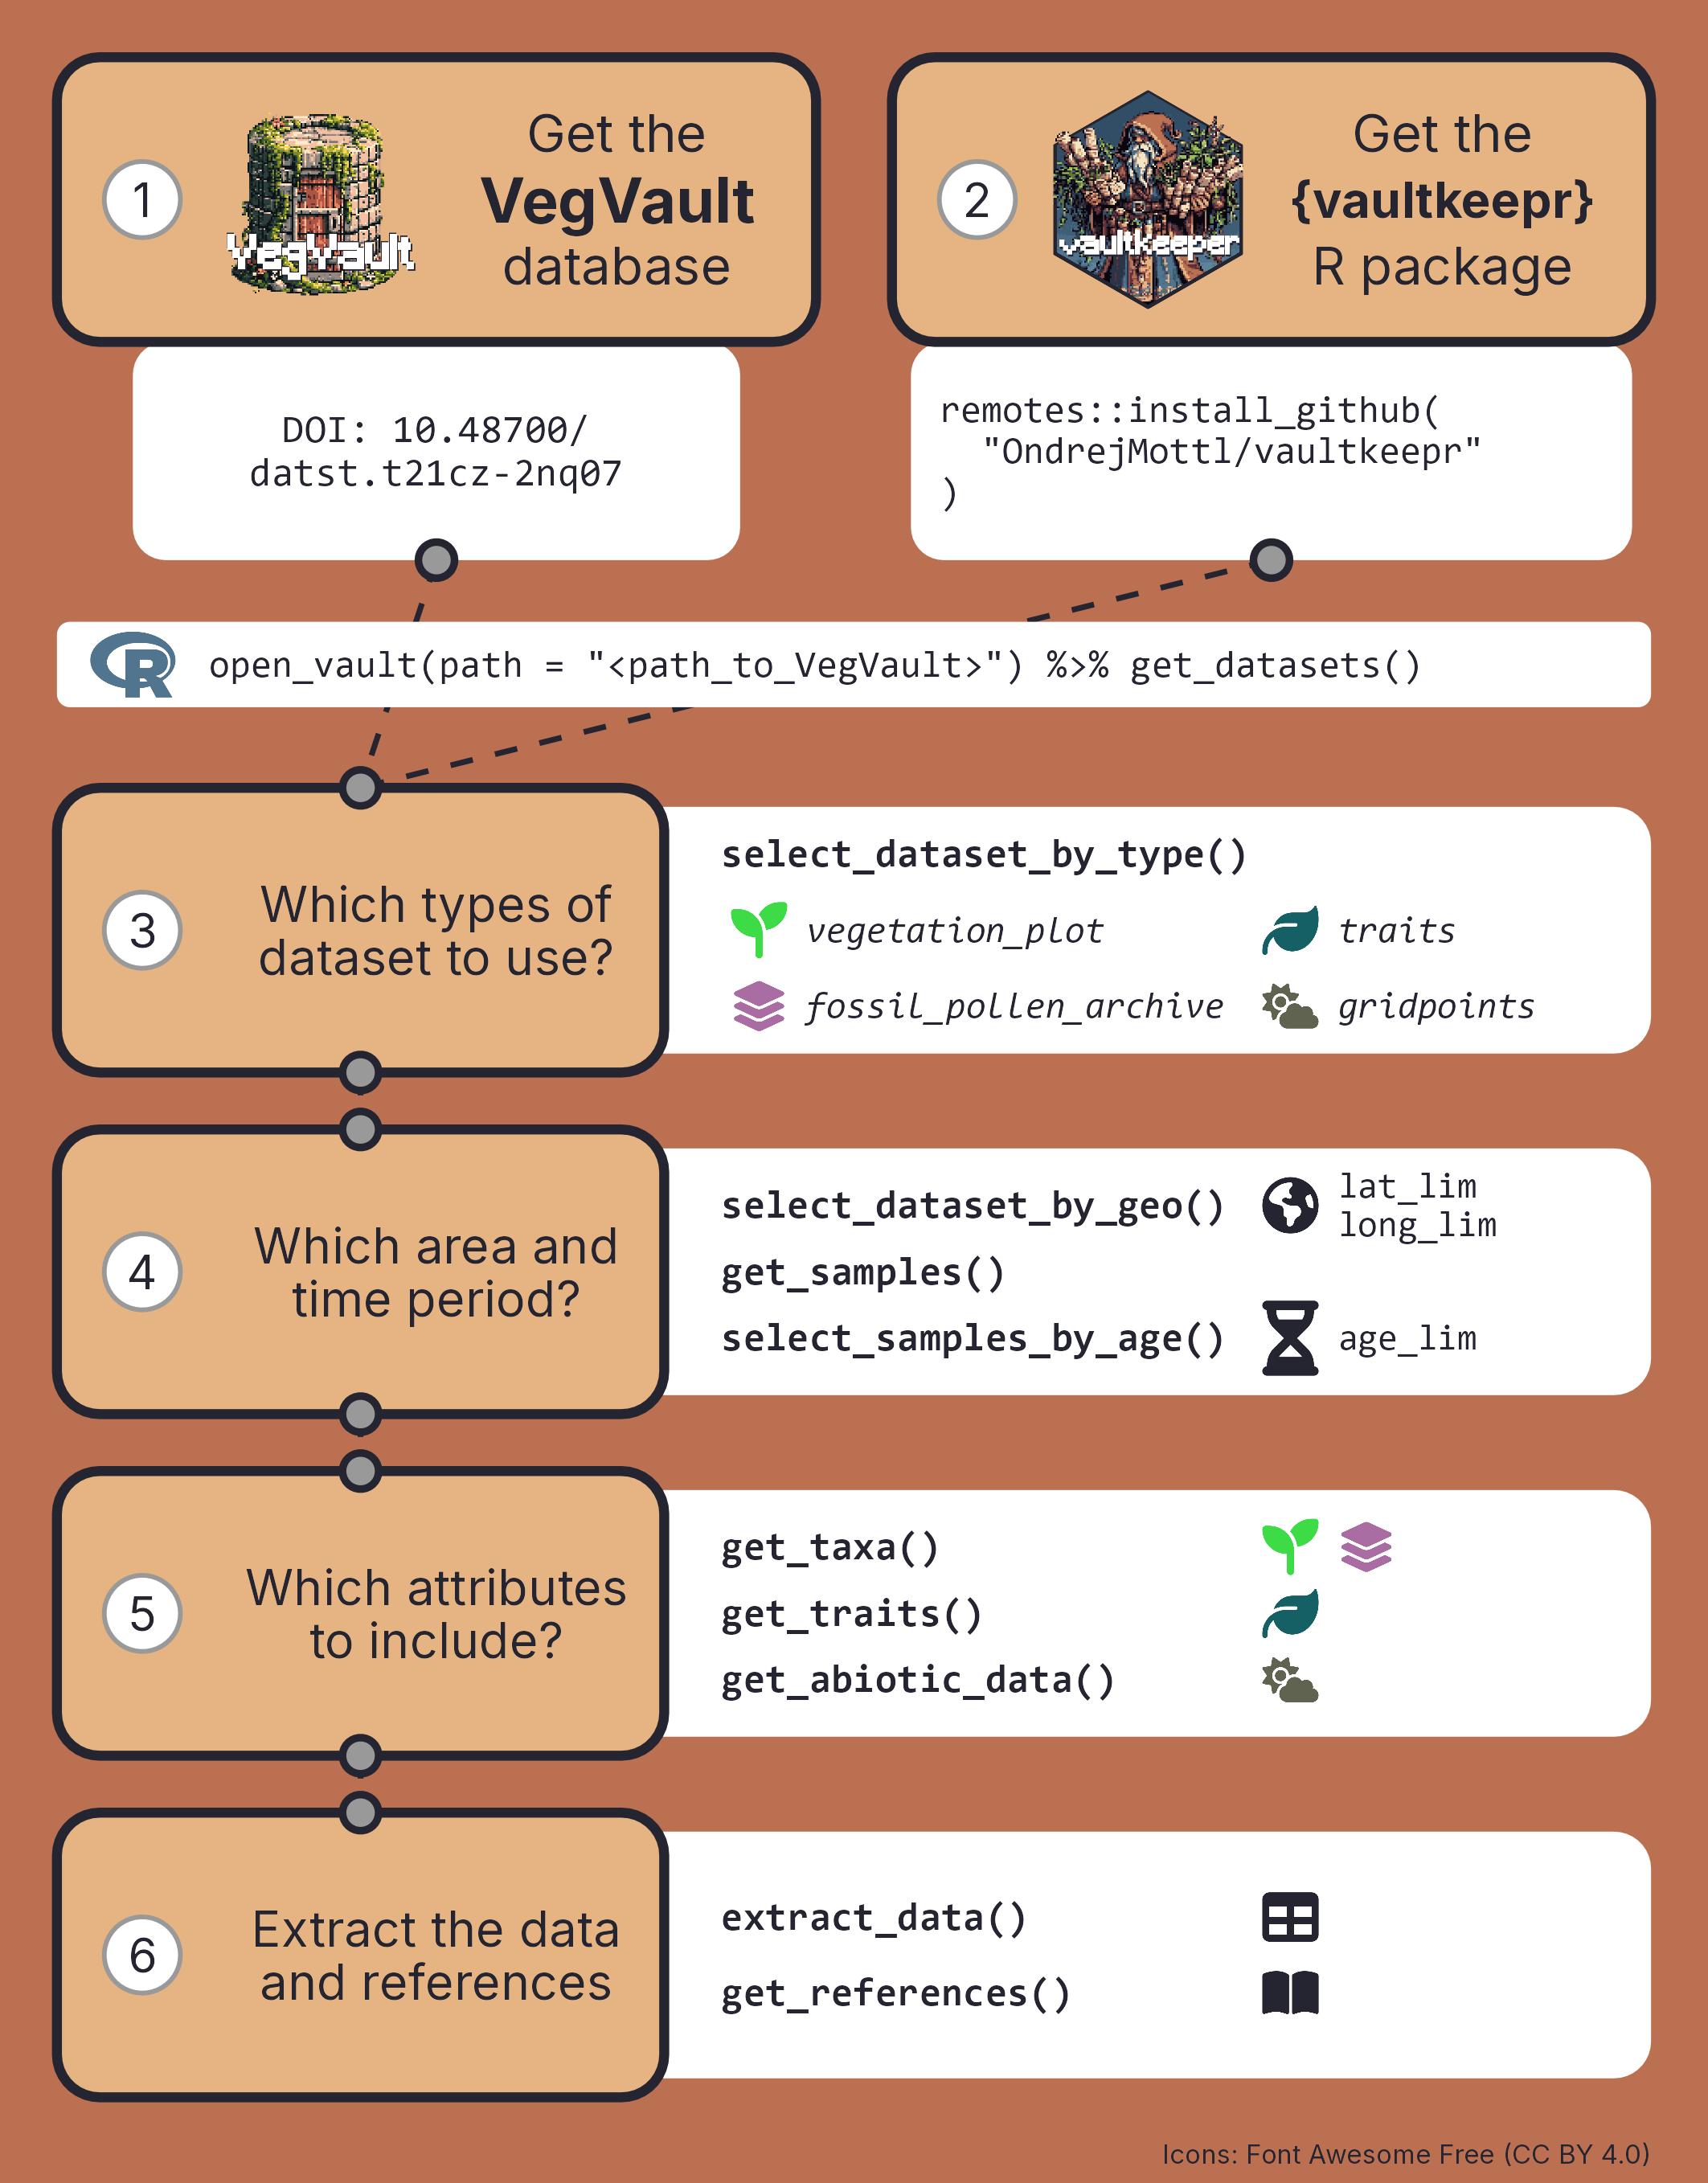 1
VegVault
Get the
VegVault
database
2
vaultkeeper
Get the
{vaultkeepr}
R package
DOI: 10.48700/
datst.t21cz-2nq07
remotes::install_github(
"OndrejMottl/vaultkeepr"
)
R open_vault(path = "<path_to_VegVault>") %>% get_datasets()
3
Which types of
dataset to use?
select_dataset_by_type()
vegetation_plot traits
fossil_pollen_archive gridpoints
4
Which area and
time period?
select_dataset_by_geo() lat_lim
long_lim
get_samples()
select_samples_by_age() age_lim
5
Which attributes
to include?
get_taxa()
get_traits()
get_abiotic_data()
6
Extract the data
and references
extract_data()
get_references()
Icons: Font Awesome Free (CC BY 4.0)